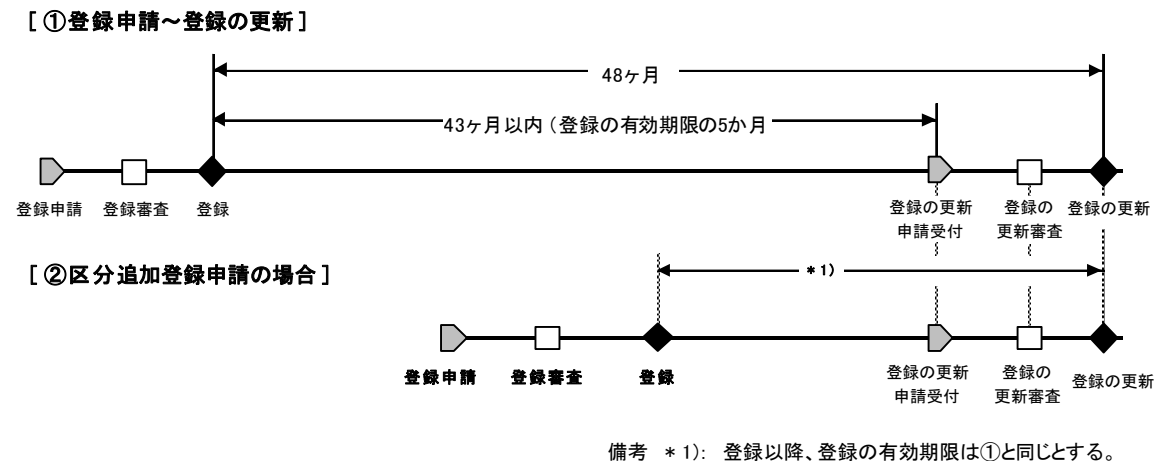 [ ①登録申請～登録の更新 ]
48ヶ月
43ヶ月以内（登録の有効期限の5か月
登録申請 登録審査 登録 登録の更新 登録の 登録の更新
申請受付 更新審査
[ ②区分追加登録申請の場合 ]
＊1)
登録申請 登録審査 登録 登録の更新 登録の 登録の更新
申請受付 更新審査
備考 ＊1)： 登録以降、登録の有効期限は①と同じとする。